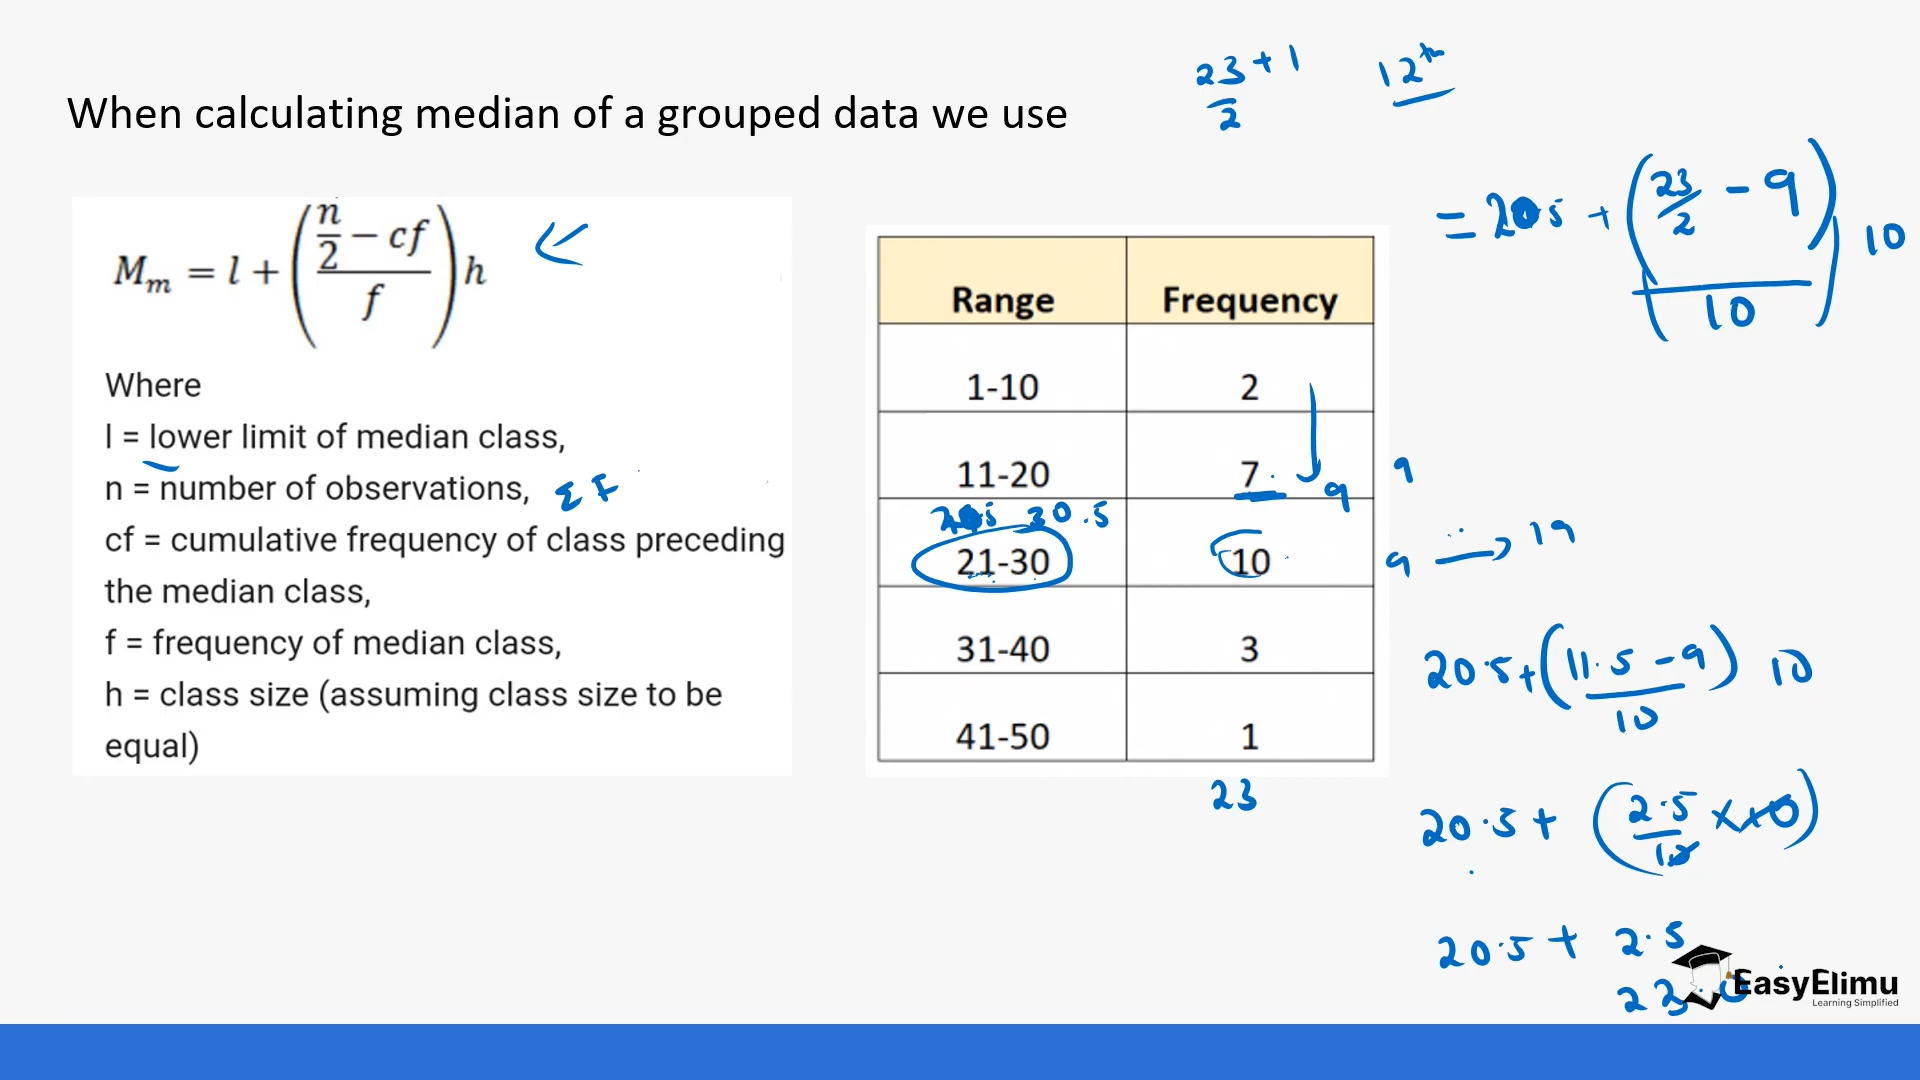 23 + 1
2
12th
When calculating median of a grouped data we use
M_m = l + ( (n/2 − cf) / f ) h
Where
l = lower limit of median class,
n = number of observations, Σ F
cf = cumulative frequency of class preceding
the median class,
f = frequency of median class,
h = class size (assuming class size to be
equal)
Range Frequency
1-10 2
11-20 7 9 9
30.5
21-30 10 9 → 19
31-40 3
41-50 1
23
= 20.5 + ( (23/2 − 9) / 10 ) 10
20.5 + ( (11.5 − 9) / 10 ) 10
20.5 + ( 2.5 / 10 × 10 )
20.5 + 2.5
23.0
EasyElimu
Learning Simplified